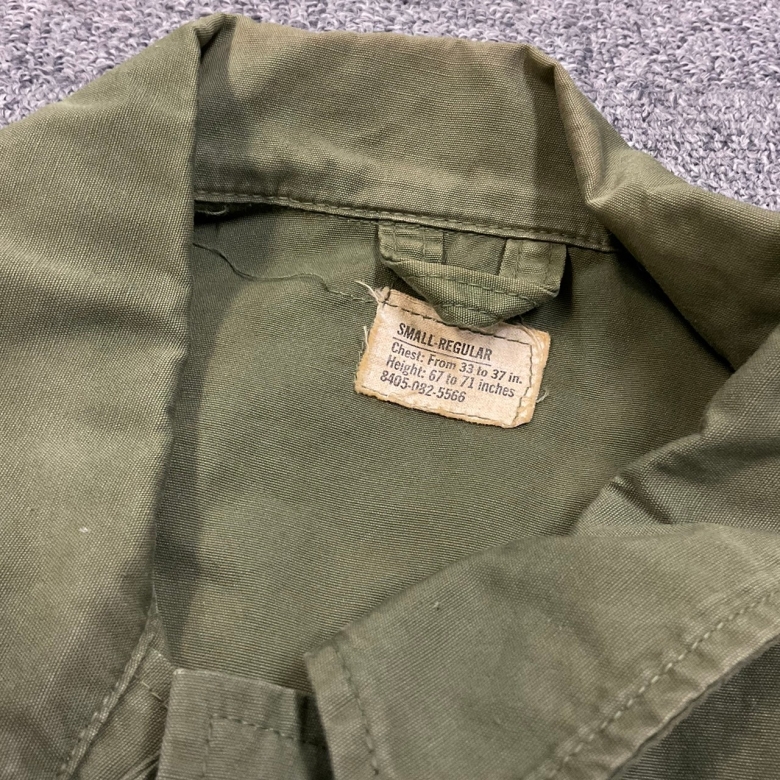 SMALL-REGULAR
Chest: From 33 to 37 in.
Height: 67 to 71 inches
8405-082-5566